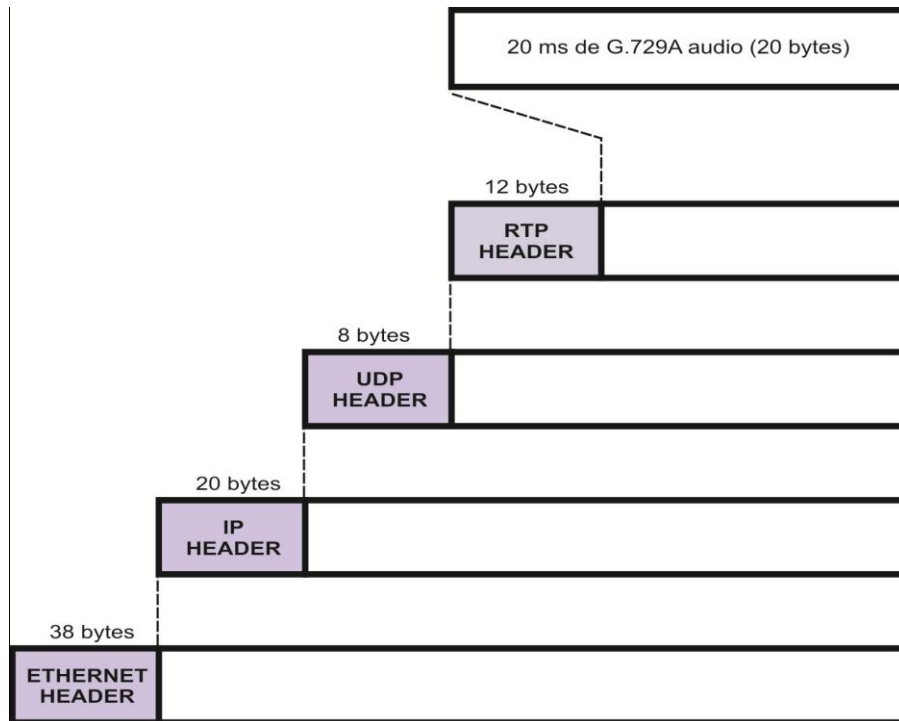 20 ms de G.729A audio (20 bytes)
12 bytes
RTP
HEADER
8 bytes
UDP
HEADER
20 bytes
IP
HEADER
38 bytes
ETHERNET
HEADER